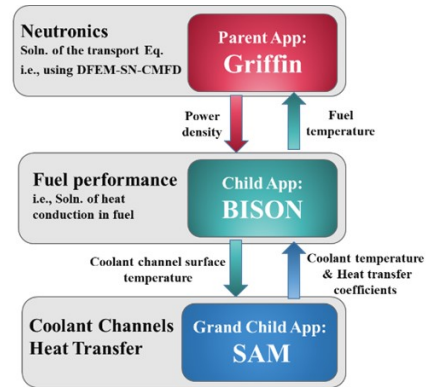 Neutronics
Soln. of the transport Eq.
i.e., using DFEM-SN-CMFD
Parent App:
Griffin
Power
density
Fuel
temperature
Fuel performance
i.e., Soln. of heat
conduction in fuel
Child App:
BISON
Coolant channel surface
temperature
Coolant temperature
& Heat transfer
coefficients
Coolant Channels
Heat Transfer
Grand Child App:
SAM